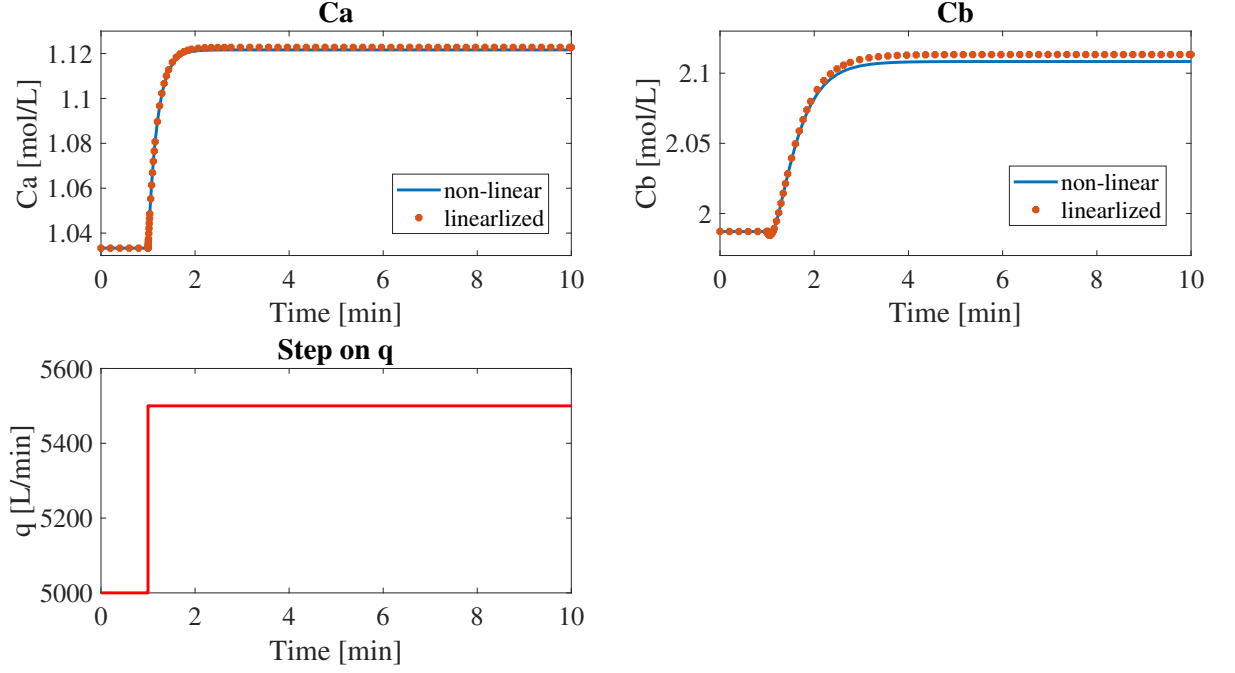 Ca
1.12
1.1
1.08
1.06
1.04
Ca [mol/L]
non-linear
linearlized
0 2 4 6 8 10
Time [min]
Cb
2.1
2.05
2
Cb [mol/L]
non-linear
linearlized
0 2 4 6 8 10
Time [min]
Step on q
5600
5400
5200
5000
q [L/min]
0 2 4 6 8 10
Time [min]